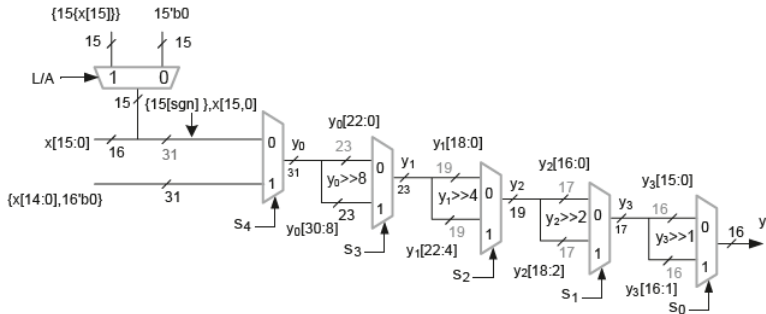 {15{x[15]}} 15'b0
15 15
L/A 1 0
15 {15[sgn] },x[15,0]
x[15:0] 16 31 0
{x[14:0],16'b0} 31 1
S4
y0 31
y0[22:0]
23 0
y0>>8
23 1
y0[30:8]
S3
y1 23
y1[18:0]
19 0
y1>>4
19 1
y1[22:4]
S2
y2 19
y2[16:0]
17 0
y2>>2
17 1
y2[18:2]
S1
y3 17
y3[15:0]
16 0
y3>>1
16 1
y3[16:1]
S0
16 y